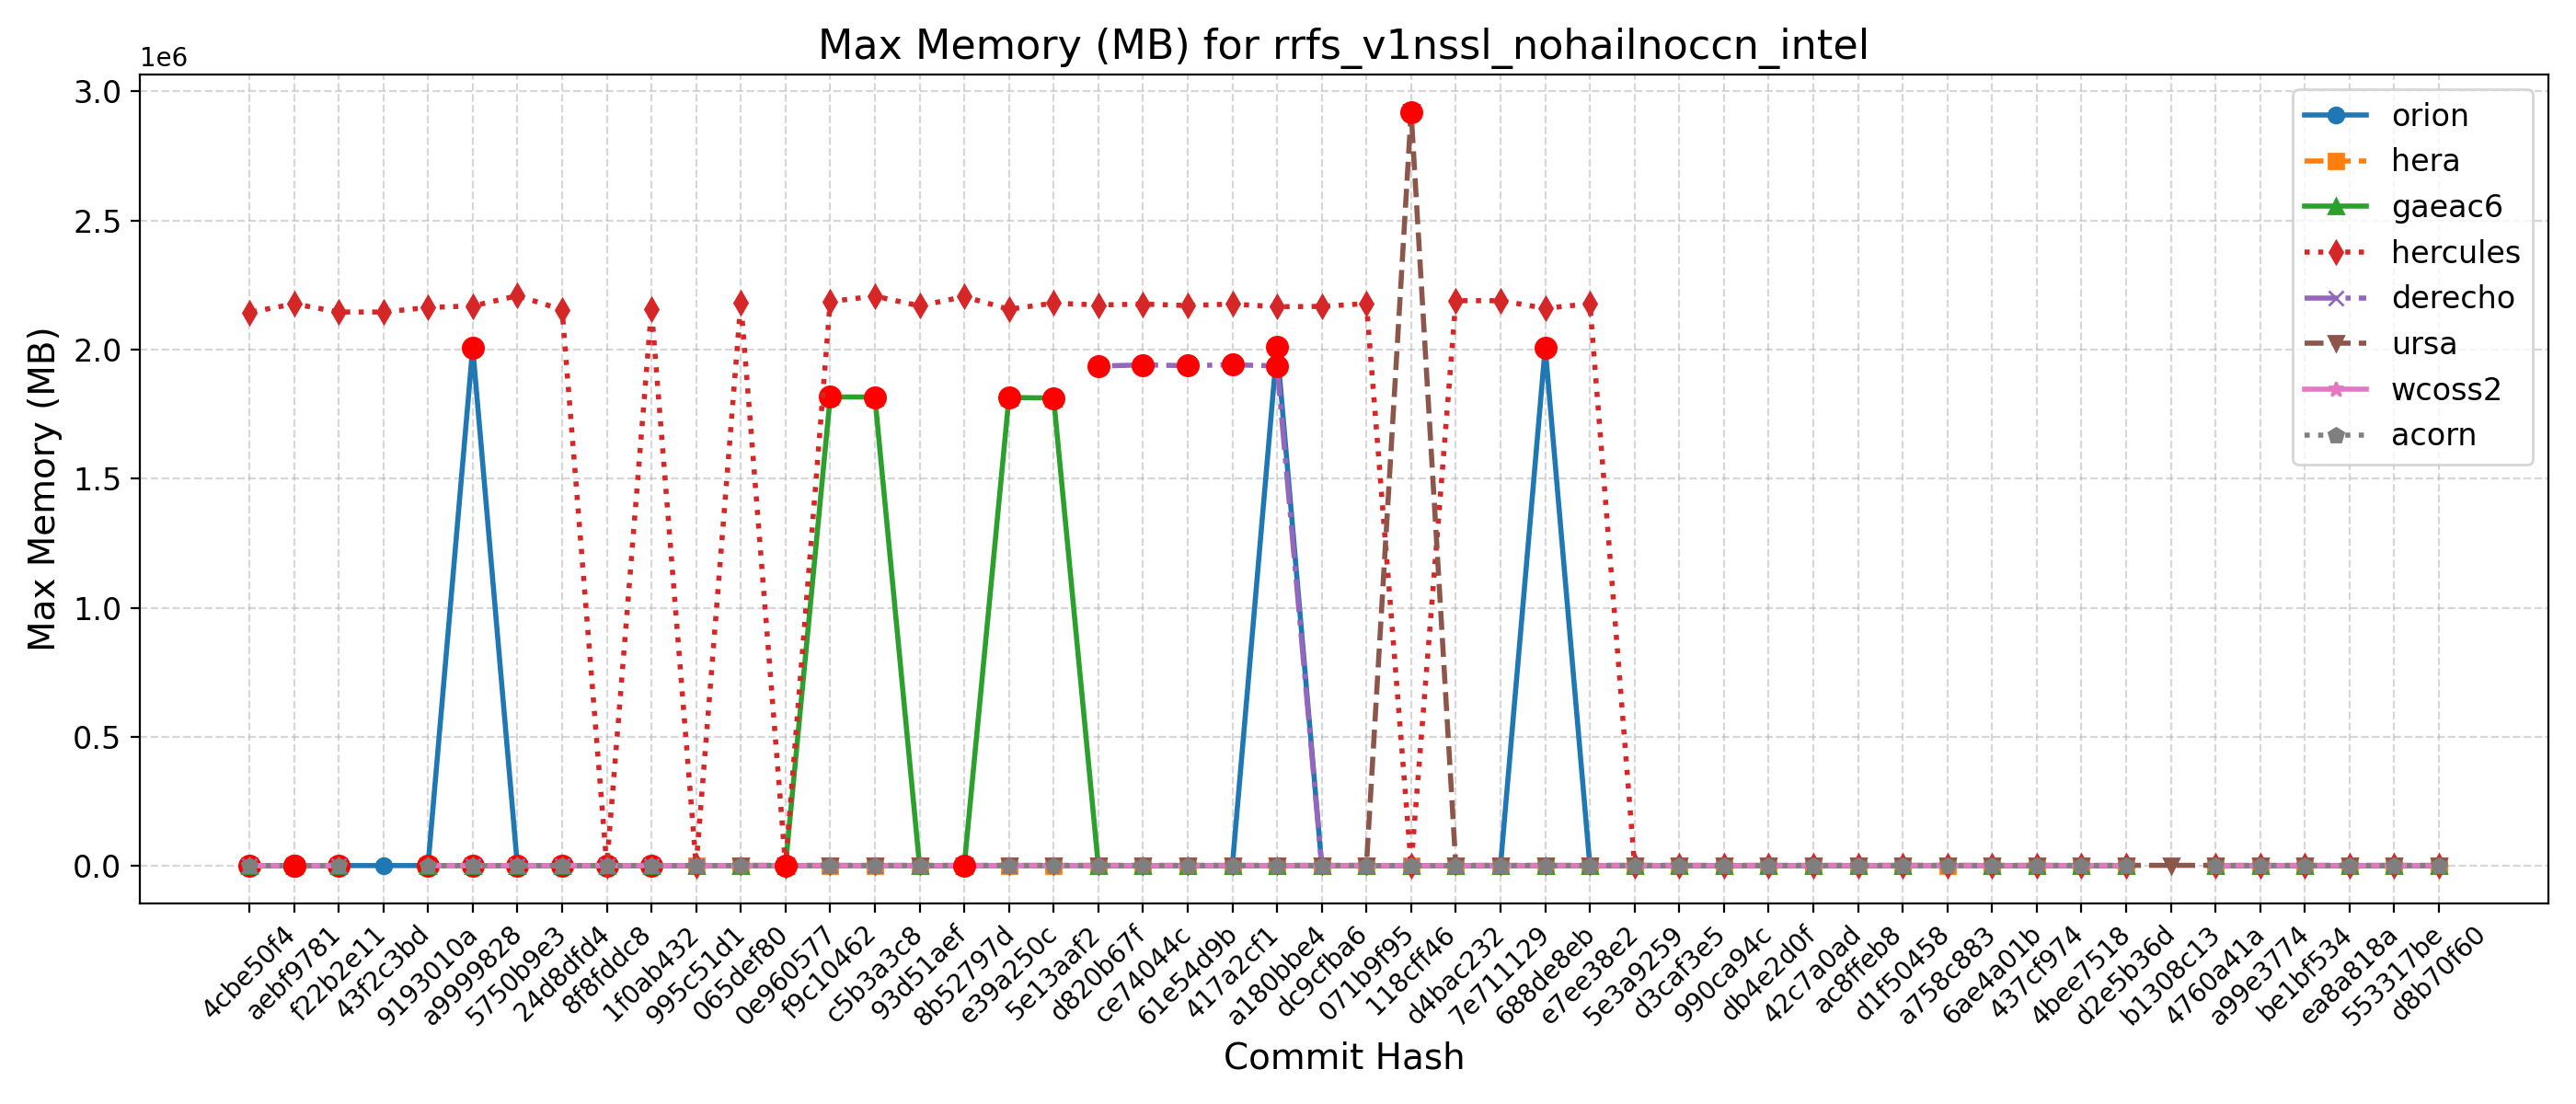 Max Memory (MB) for rrfs_v1nssl_nohailnoccn_intel
1e6
3.0
2.5
2.0
1.5
1.0
0.5
0.0
Max Memory (MB)
orion
hera
gaeac6
hercules
derecho
ursa
wcoss2
acorn
4cbe50f4
aebf9781
f22b2e11
43f2c3bd
9193010a
a9999828
5750b9e3
24d8dfd4
8f8fddc8
1f0ab432
995c51d1
065def80
0e960577
f9c10462
c5b3a3c8
93d51aef
8b52797d
e39a250c
5e13aaf2
d820b67f
ce74044c
61e54d9b
417a2cf1
a180bbe4
dc9cfba6
071b9f95
118cff46
d4bac232
7e711129
688de8eb
e7ee38e2
5e3a9259
d3caf3e5
990ca94c
db4e2d0f
42c7a0ad
ac8ffeb8
d1f50458
a758c883
6ae4a01b
437cf974
4bee7518
d2e5b36d
b1308c13
4760a41a
a99e3774
be1bf534
ea8a818a
553317be
d8b70f60
Commit Hash